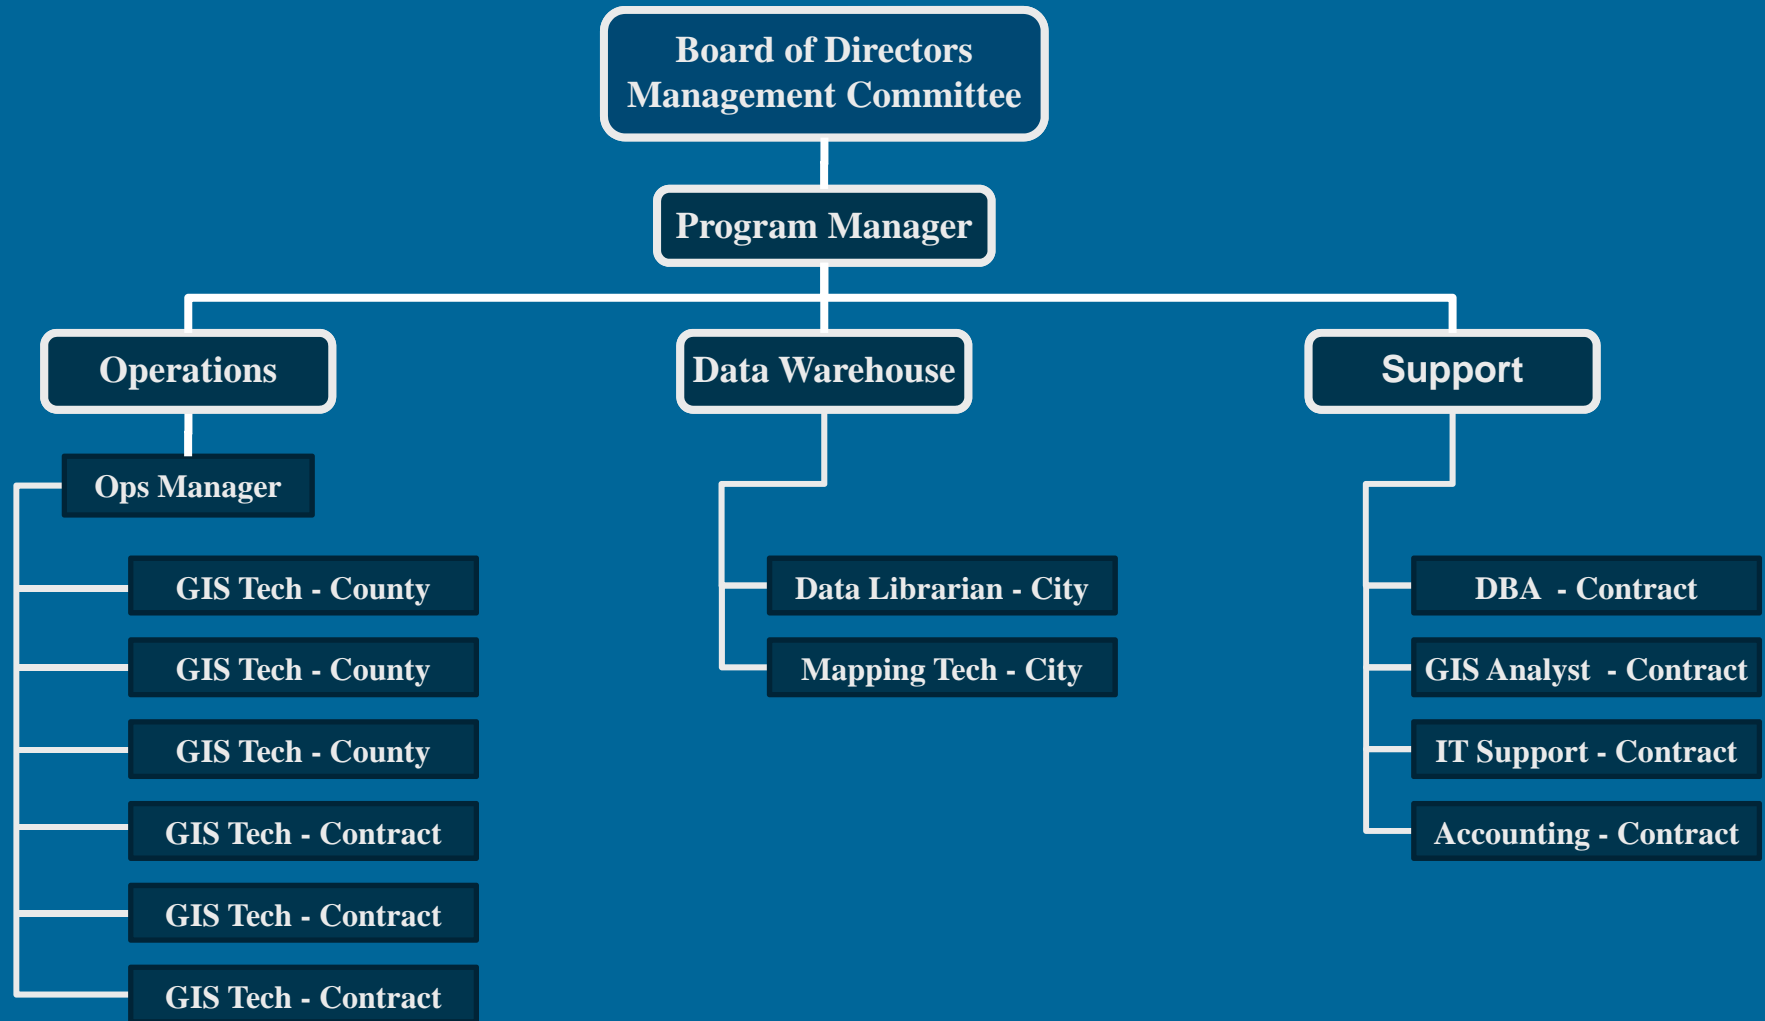 Board of Directors
Management Committee
Program Manager
Operations
Data Warehouse
Support
Ops Manager
GIS Tech - County
GIS Tech - County
GIS Tech - County
GIS Tech - Contract
GIS Tech - Contract
GIS Tech - Contract
Data Librarian - City
Mapping Tech - City
DBA - Contract
GIS Analyst - Contract
IT Support - Contract
Accounting - Contract